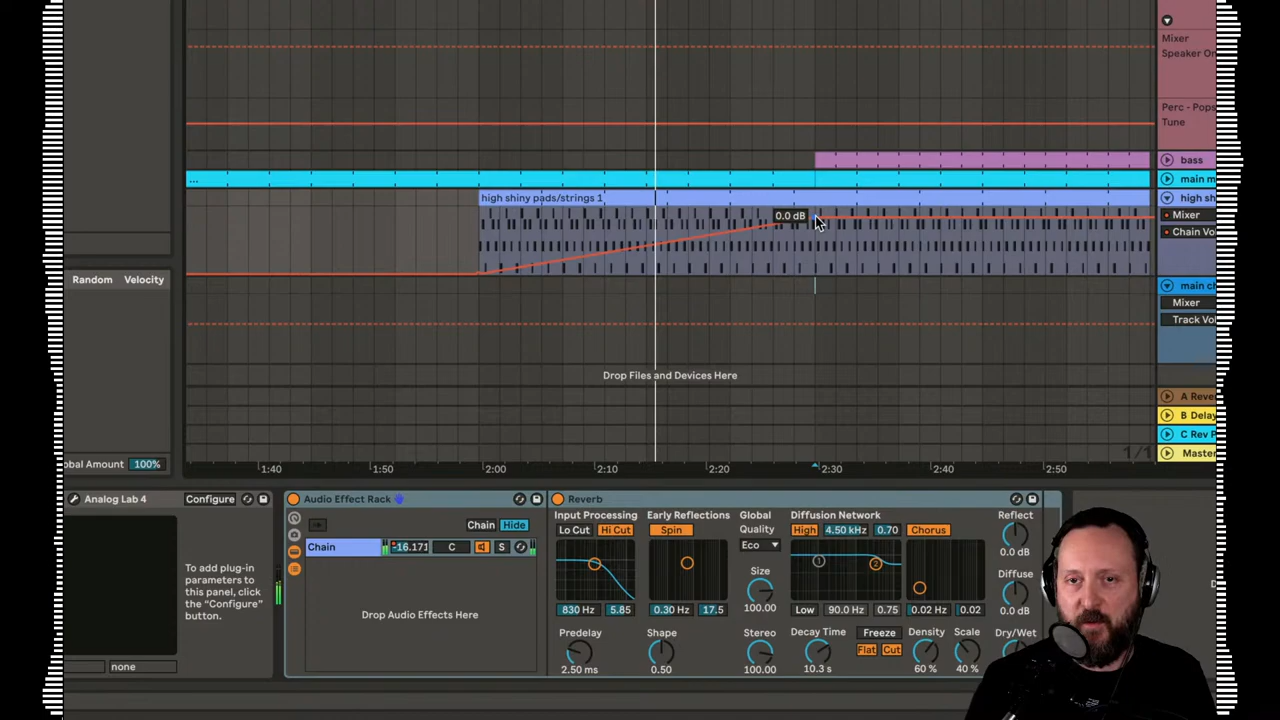 Mixer
Speaker On
Perc - Pops
Tune
bass
...
main m
high shiny pads/strings 1
high sh
0.0 dB
Mixer
Chain Vo
Random Velocity
main ch
Mixer
Track Vol
Drop Files and Devices Here
A Reve
B Delay
C Rev P
Master
1/1
obal Amount 100%
1:40 1:50 2:00 2:10 2:20 2:30 2:40 2:50
Analog Lab 4 Configure
Audio Effect Rack
Reverb
To add plug-in
parameters to
this panel, click
the "Configure"
button.
none
Chain Hide
Chain -16.171 C S
Drop Audio Effects Here
Input Processing
Lo Cut Hi Cut
830 Hz 5.85
Predelay
2.50 ms
Early Reflections
Spin
0.30 Hz 17.5
Shape
0.50
Global
Quality
Eco
Size
100.00
Stereo
100.00
Diffusion Network
High 4.50 kHz 0.70 Chorus
1 2
Low 90.0 Hz 0.75 0.02 Hz 0.02
Decay Time
10.3 s
Freeze
Flat Cut
Density
60 %
Scale
40 %
Reflect
0.0 dB
Diffuse
0.0 dB
Dry/Wet